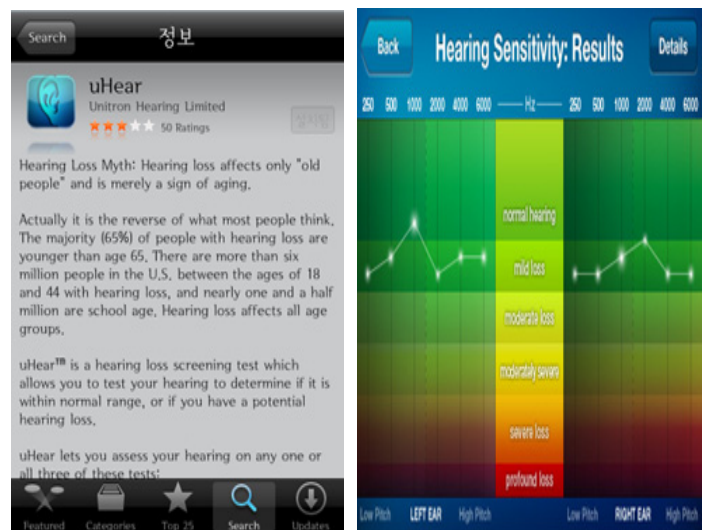 Search
정보
uHear
Unitron Hearing Limited
50 Ratings
설치됨
Hearing Loss Myth: Hearing loss affects only "old
people" and is merely a sign of aging.
Actually it is the reverse of what most people think.
The majority (65%) of people with hearing loss are
younger than age 65. There are more than six
million people in the U.S. between the ages of 18
and 44 with hearing loss, and nearly one and a half
million are school age. Hearing loss affects all age
groups.
uHear™ is a hearing loss screening test which
allows you to test your hearing to determine if it is
within normal range, or if you have a potential
hearing loss.
uHear lets you assess your hearing on any one or
all three of these tests:
Featured Categories Top 25 Search Updates
Back
Hearing Sensitivity: Results
Details
250 500 1000 2000 4000 6000 Hz 250 500 1000 2000 4000 6000
normal hearing
mild loss
moderate loss
moderately severe
severe loss
profound loss
Low Pitch LEFT EAR High Pitch Low Pitch RIGHT EAR High Pitch